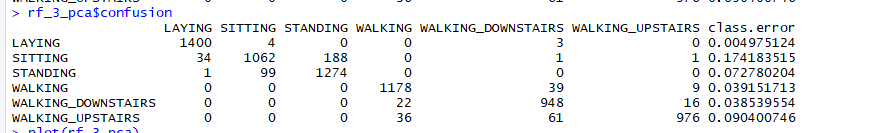 > rf_3_pca$confusion
LAYING SITTING STANDING WALKING WALKING_DOWNSTAIRS WALKING_UPSTAIRS class.error
LAYING 1400 4 0 0 3 0 0.004975124
SITTING 34 1062 188 0 1 1 0.174183515
STANDING 1 99 1274 0 0 0 0.072780204
WALKING 0 0 0 1178 39 9 0.039151713
WALKING_DOWNSTAIRS 0 0 0 22 948 16 0.038539554
WALKING_UPSTAIRS 0 0 0 36 61 976 0.090400746
> plot(rf_3_pca)